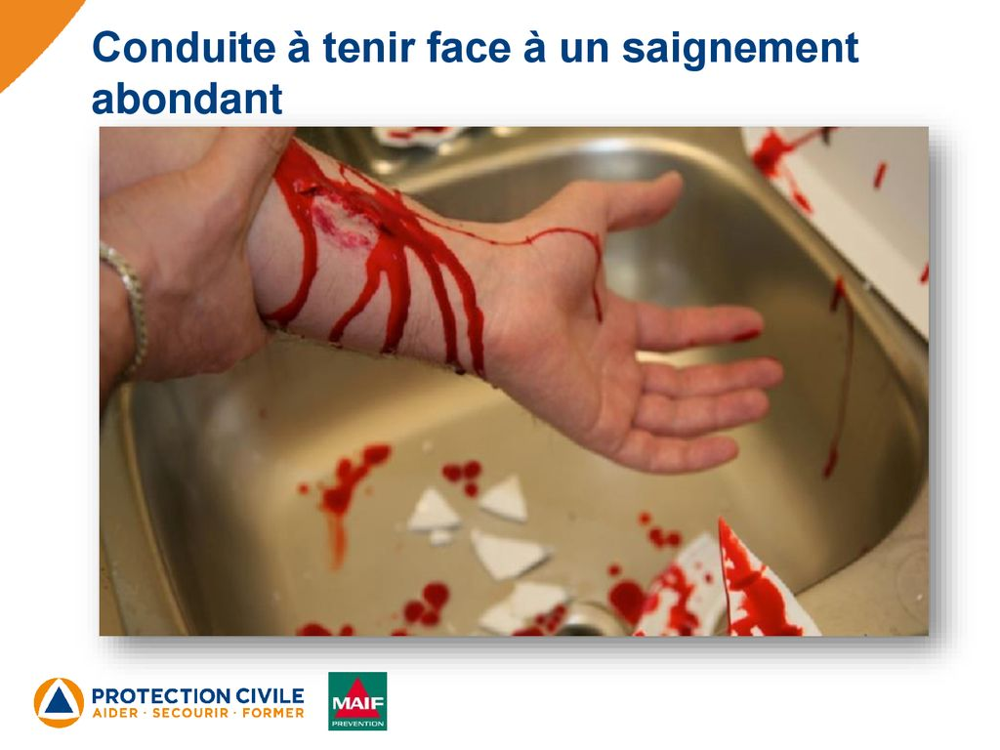 Conduite à tenir face à un saignement
abondant
PROTECTION CIVILE
AIDER · SECOURIR · FORMER
MAIF
PREVENTION